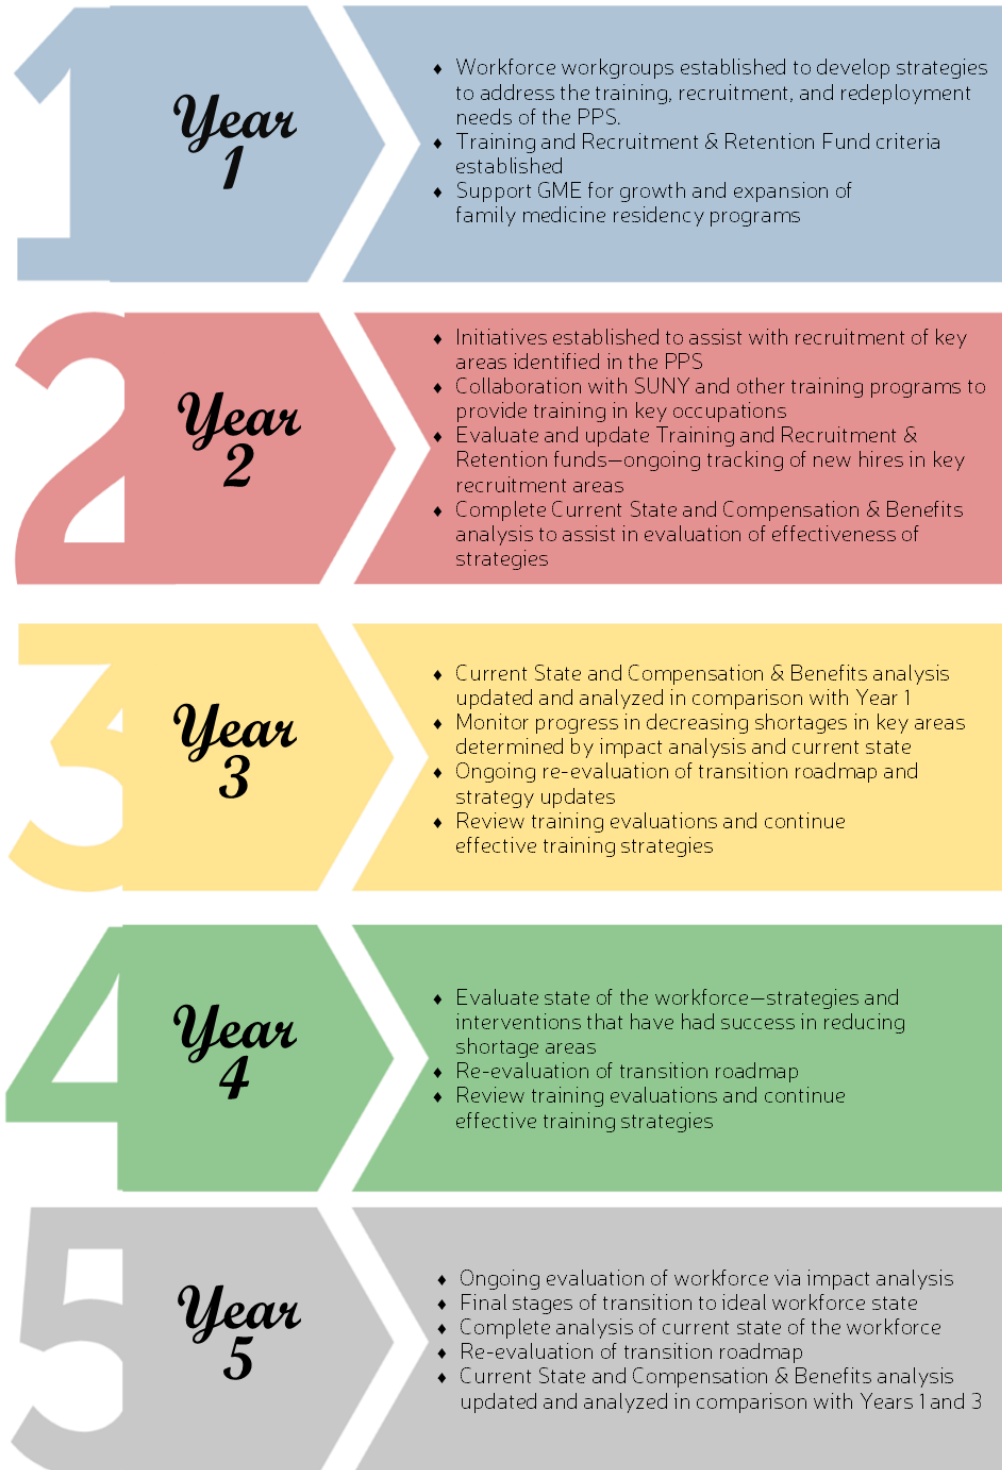 1
Year
1
♦ Workforce workgroups established to develop strategies
to address the training, recruitment, and redeployment
needs of the PPS.
♦ Training and Recruitment & Retention Fund criteria
established
♦ Support GME for growth and expansion of
family medicine residency programs
2
Year
2
♦ Initiatives established to assist with recruitment of key
areas identified in the PPS
♦ Collaboration with SUNY and other training programs to
provide training in key occupations
♦ Evaluate and update Training and Recruitment &
Retention funds—ongoing tracking of new hires in key
recruitment areas
♦ Complete Current State and Compensation & Benefits
analysis to assist in evaluation of effectiveness of
strategies
3
Year
3
♦ Current State and Compensation & Benefits analysis
updated and analyzed in comparison with Year 1
♦ Monitor progress in decreasing shortages in key areas
determined by impact analysis and current state
♦ Ongoing re-evaluation of transition roadmap and
strategy updates
♦ Review training evaluations and continue
effective training strategies
4
Year
4
♦ Evaluate state of the workforce—strategies and
interventions that have had success in reducing
shortage areas
♦ Re-evaluation of transition roadmap
♦ Review training evaluations and continue
effective training strategies
5
Year
5
♦ Ongoing evaluation of workforce via impact analysis
♦ Final stages of transition to ideal workforce state
♦ Complete analysis of current state of the workforce
♦ Re-evaluation of transition roadmap
♦ Current State and Compensation & Benefits analysis
updated and analyzed in comparison with Years 1 and 3